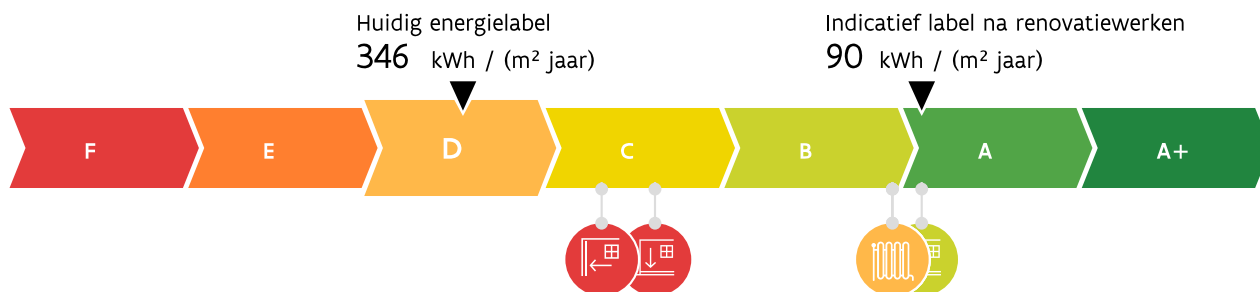 Huidig energielabel
346 kWh / (m² jaar)
Indicatief label na renovatiewerken
90 kWh / (m² jaar)
F E D C B A A+